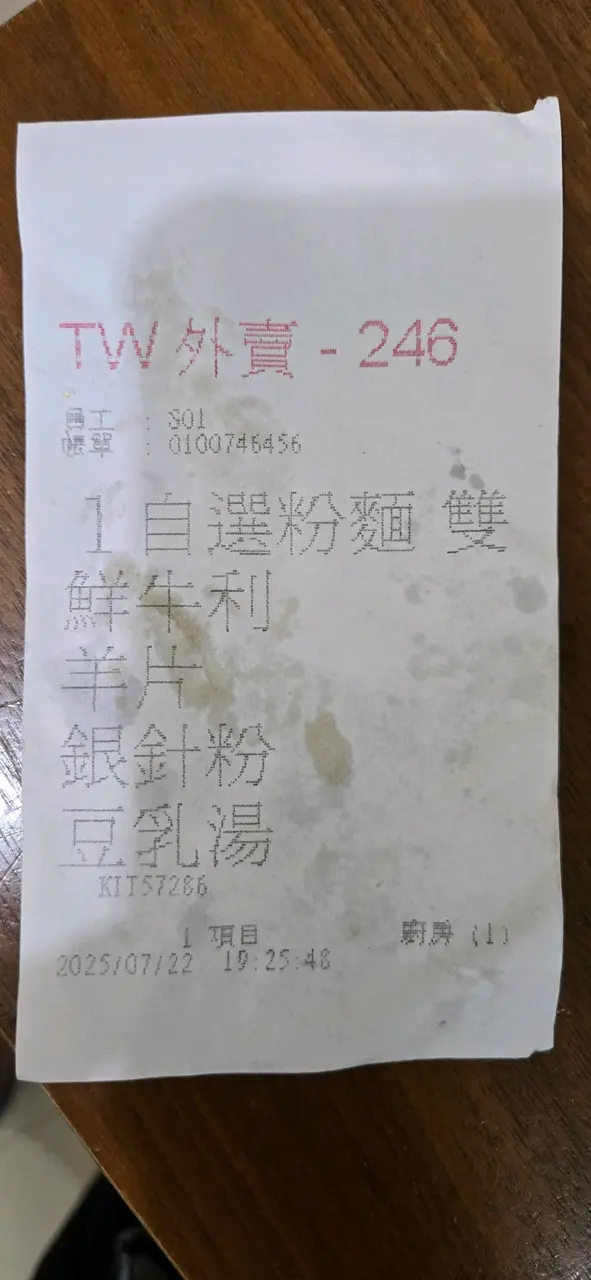 TW 外賣 - 246
員工 : S01
帳單 : 0100746456
1 自選粉麵 雙
鮮牛利
羊片
銀針粉
豆乳湯
KIT57286
1 項目 廚房 (1)
2025/07/22 19:25:48